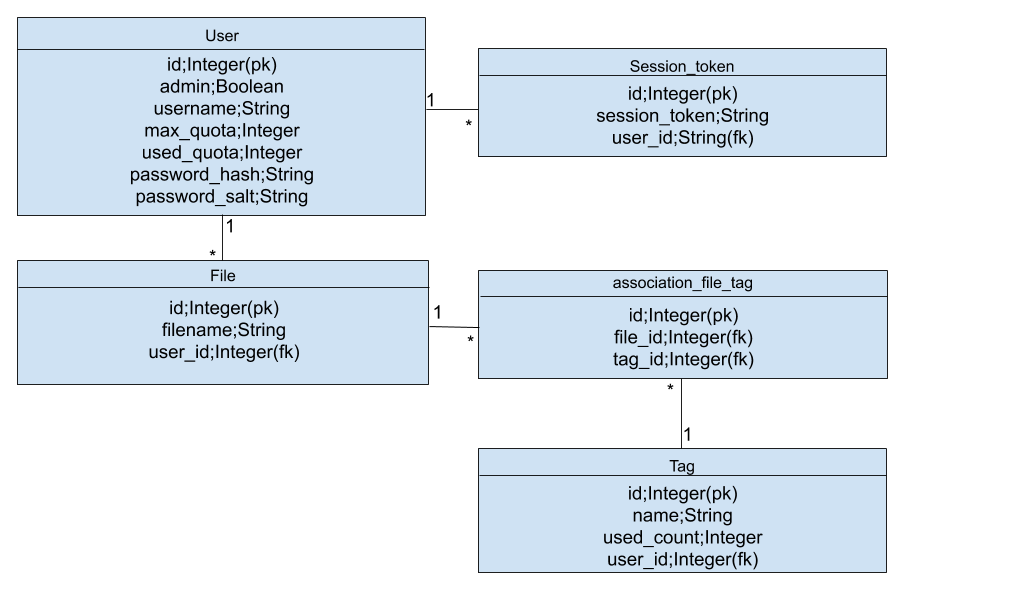 User
id;Integer(pk)
admin;Boolean
username;String
max_quota;Integer
used_quota;Integer
password_hash;String
password_salt;String
1
*
Session_token
id;Integer(pk)
session_token;String
user_id;String(fk)
1
*
File
id;Integer(pk)
filename;String
user_id;Integer(fk)
1
*
association_file_tag
id;Integer(pk)
file_id;Integer(fk)
tag_id;Integer(fk)
*
1
Tag
id;Integer(pk)
name;String
used_count;Integer
user_id;Integer(fk)